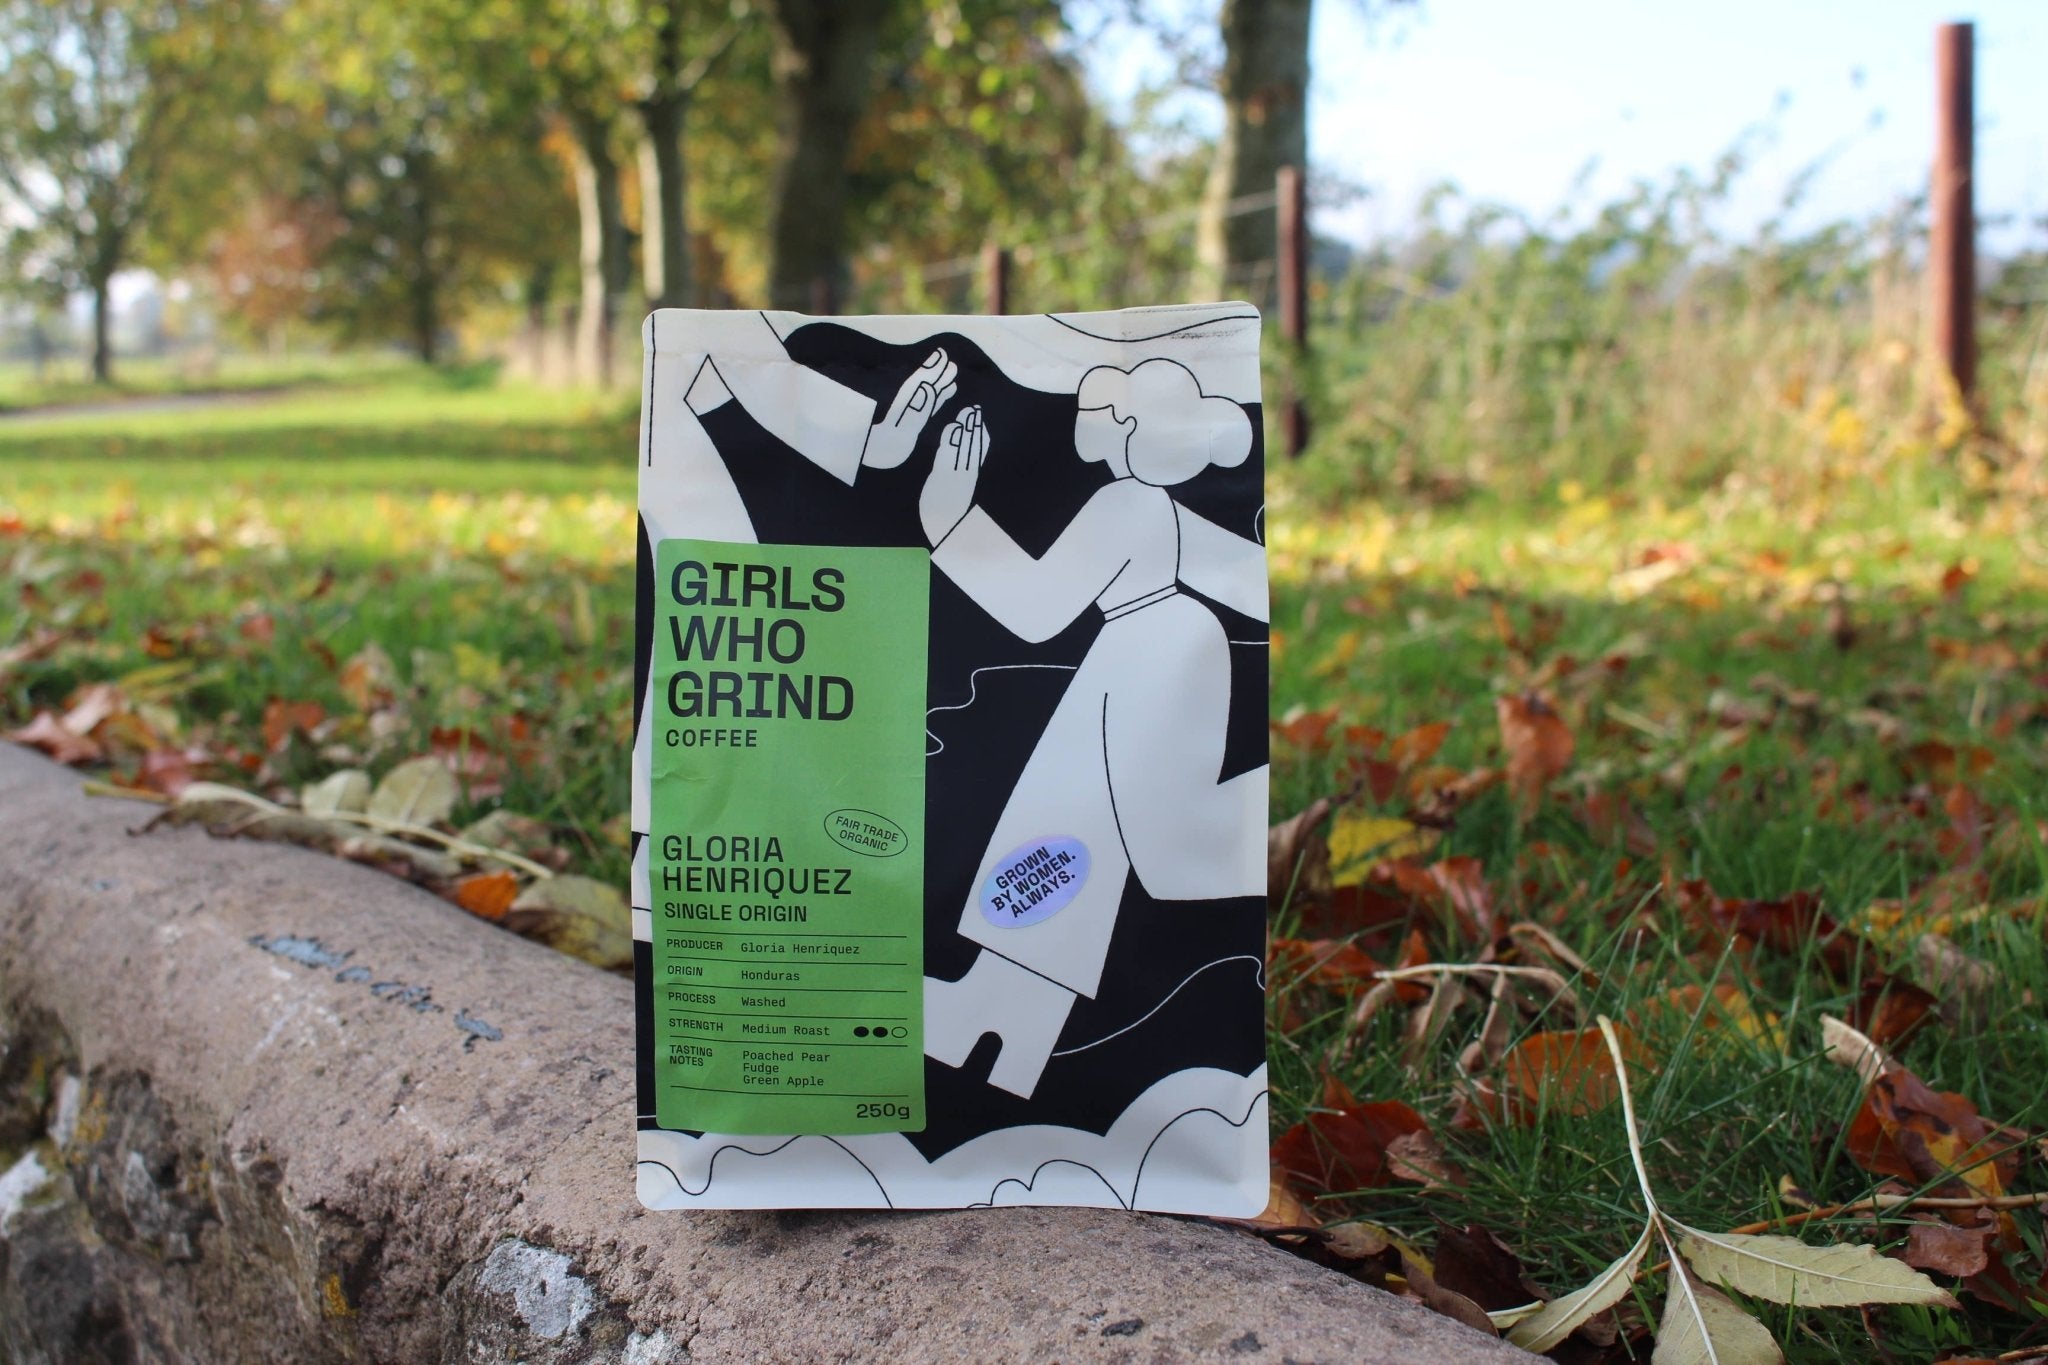 GIRLS
WHO
GRIND
COFFEE
FAIR TRADE
ORGANIC
GLORIA
HENRIQUEZ
SINGLE ORIGIN
PRODUCER Gloria Henriquez
ORIGIN Honduras
PROCESS Washed
STRENGTH Medium Roast
TASTING
NOTES
Poached Pear
Fudge
Green Apple
250g
GROWN
BY WOMEN.
ALWAYS.